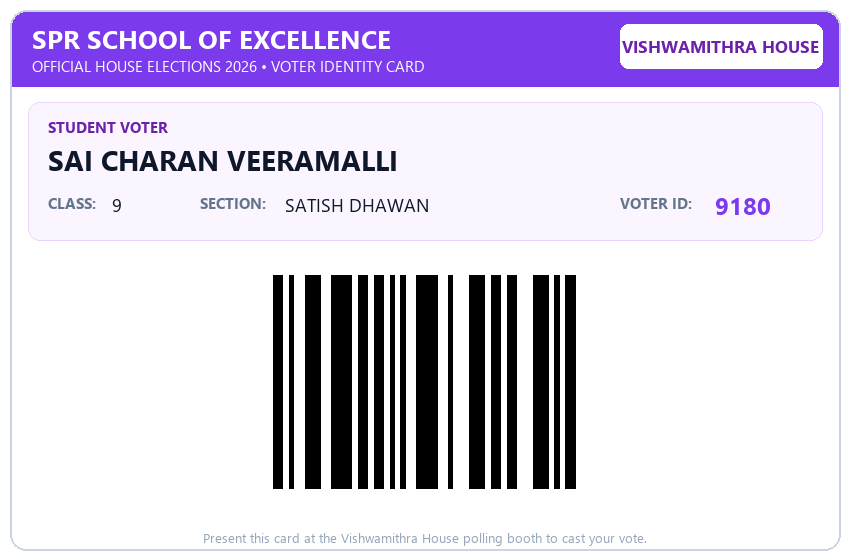 SPR SCHOOL OF EXCELLENCE
OFFICIAL HOUSE ELECTIONS 2026 • VOTER IDENTITY CARD
VISHWAMITHRA HOUSE
STUDENT VOTER
SAI CHARAN VEERAMALLI
CLASS: 9 SECTION: SATISH DHAWAN VOTER ID: 9180
Present this card at the Vishwamithra House polling booth to cast your vote.